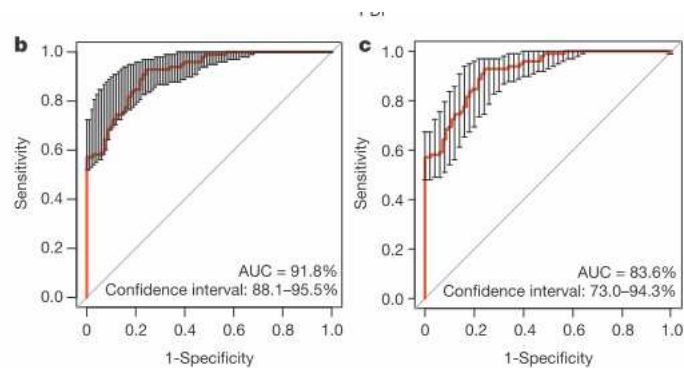 b
1.0
0.8
0.6
0.4
0.2
0.0
Sensitivity
AUC = 91.8%
Confidence interval: 88.1–95.5%
0 0.2 0.4 0.6 0.8 1.0
1-Specificity
c
1.0
0.8
0.6
0.4
0.2
0.0
Sensitivity
AUC = 83.6%
Confidence interval: 73.0–94.3%
0 0.2 0.4 0.6 0.8 1.0
1-Specificity